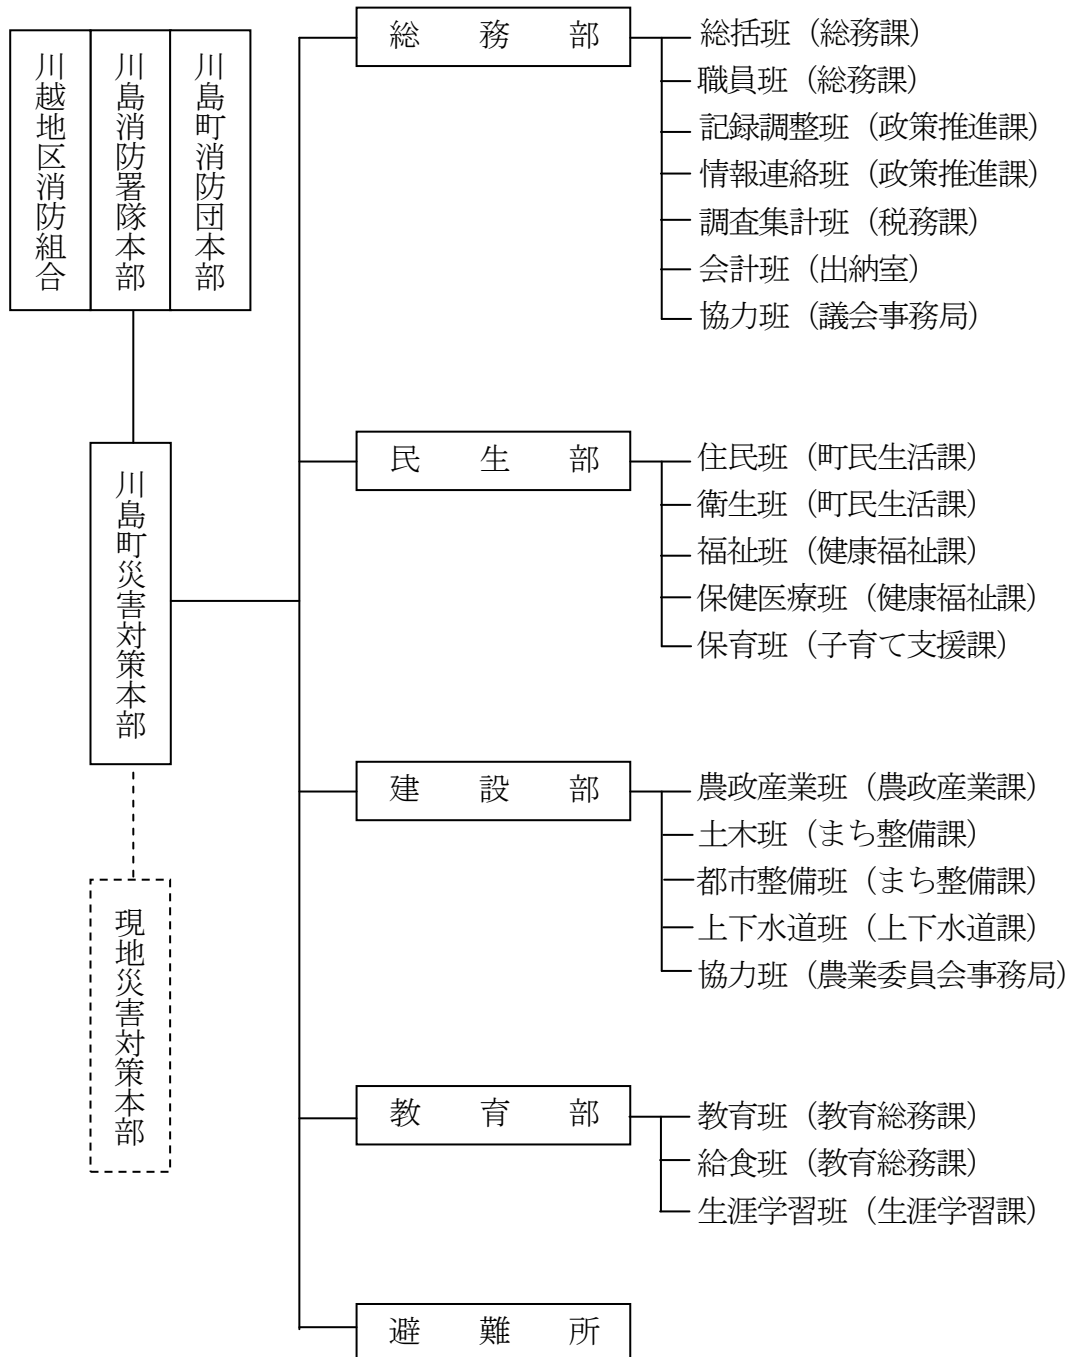 川越地区消防組合
川島消防署隊本部
川島町消防団本部
川島町災害対策本部
現地災害対策本部
総務部
総括班（総務課）
職員班（総務課）
記録調整班（政策推進課）
情報連絡班（政策推進課）
調査集計班（税務課）
会計班（出納室）
協力班（議会事務局）
民生部
住民班（町民生活課）
衛生班（町民生活課）
福祉班（健康福祉課）
保健医療班（健康福祉課）
保育班（子育て支援課）
建設部
農政産業班（農政産業課）
土木班（まち整備課）
都市整備班（まち整備課）
上下水道班（上下水道課）
協力班（農業委員会事務局）
教育部
教育班（教育総務課）
給食班（教育総務課）
生涯学習班（生涯学習課）
避難所